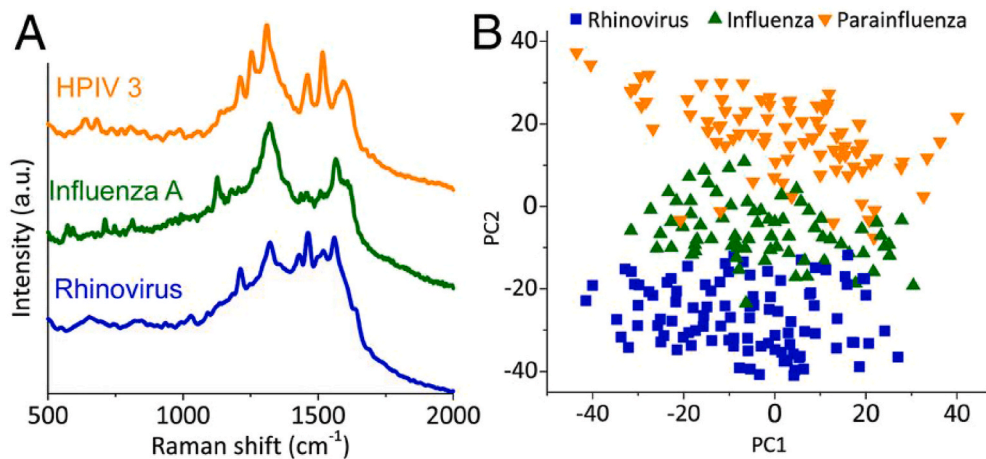 A
HPIV 3
Influenza A
Rhinovirus
Intensity (a.u.)
500 1000 1500 2000
Raman shift (cm⁻¹)
B
Rhinovirus Influenza Parainfluenza
40
20
0
-20
-40
PC2
-40 -20 0 20 40
PC1